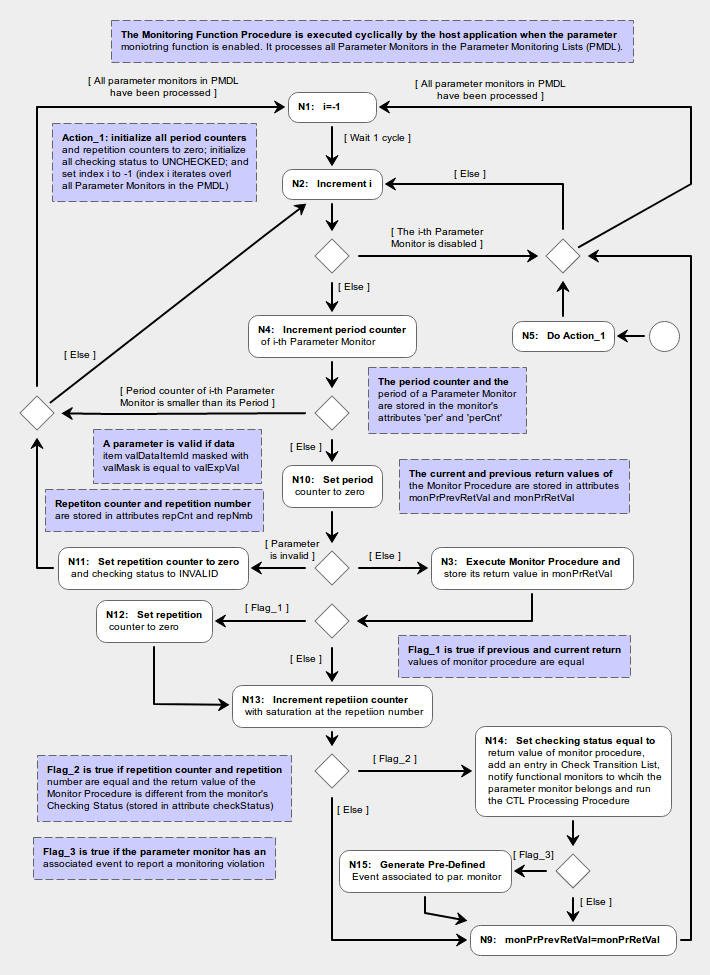 The Monitoring Function Procedure is executed cyclically by the host application when the parameter
moniotring function is enabled. It processes all Parameter Monitors in the Parameter Monitoring Lists (PMDL).
[ All parameter monitors in PMDL
have been processed ]
[ All parameter monitors in PMDL
have been processed ]
N1: i=-1
Action_1: initialize all period counters
and repetition counters to zero; initialize
all checking status to UNCHECKED; and
set index i to -1 (index i iterates overl
all Parameter Monitors in the PMDL)
[ Wait 1 cycle ]
N2: Increment i
[ Else ]
[ The i-th Parameter
Monitor is disabled ]
[ Else ]
N4: Increment period counter
of i-th Parameter Monitor
N5: Do Action_1
[ Else ]
[ Period counter of i-th Parameter
Monitor is smaller than its Period ]
The period counter and the
period of a Parameter Monitor
are stored in the monitor's
attributes 'per' and 'perCnt'
A parameter is valid if data
item valDataItemId masked with
valMask is equal to valExpVal
[ Else ]
N10: Set period
counter to zero
The current and previous return values of
the Monitor Procedure are stored in attributes
monPrPrevRetVal and monPrRetVal
Repetiton counter and repetition number
are stored in attributes repCnt and repNmb
[ Parameter
is invalid ]
[ Else ]
N11: Set repetition counter to zero
and checking status to INVALID
N3: Execute Monitor Procedure and
store its return value in monPrRetVal
N12: Set repetition
counter to zero
[ Flag_1 ]
[ Else ]
Flag_1 is true if previous and current return
values of monitor procedure are equal
N13: Increment repetiion counter
with saturation at the repetiion number
N14: Set checking status equal to
return value of monitor procedure,
add an entry in Check Transition List,
notify functional monitors to whcih the
parameter monitor belongs and run
the CTL Processing Procedure
[ Flag_2 ]
Flag_2 is true if repetition counter and repetition
number are equal and the return value of the
Monitor Procedure is different from the monitor's
Checking Status (stored in attribute checkStatus)
[ Else ]
Flag_3 is true if the parameter monitor has an
associated event to report a monitoring violation
[ Flag_3]
N15: Generate Pre-Defined
Event associated to par. monitor
[ Else ]
N9: monPrPrevRetVal=monPrRetVal